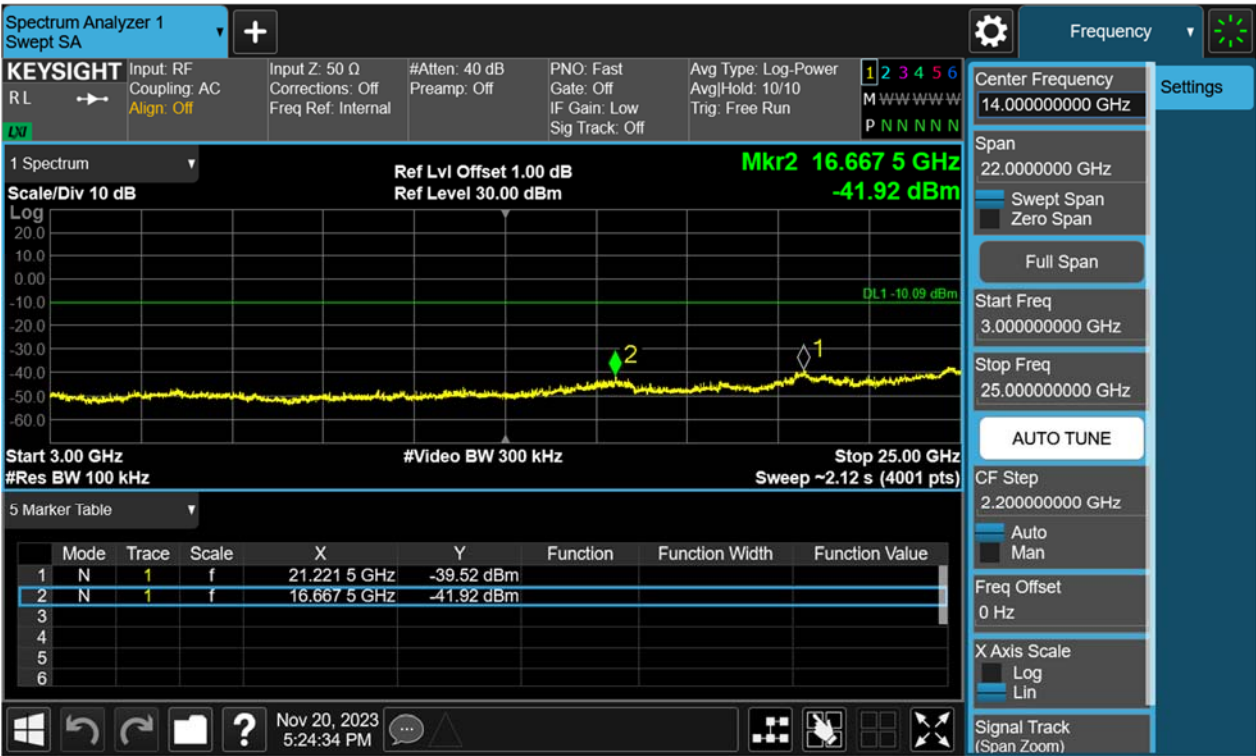 Spectrum Analyzer 1
Swept SA
Frequency
KEYSIGHT
RL
LXI
Input: RF
Coupling: AC
Align: Off
Input Z: 50 Ω
Corrections: Off
Freq Ref: Internal
#Atten: 40 dB
Preamp: Off
PNO: Fast
Gate: Off
IF Gain: Low
Sig Track: Off
Avg Type: Log-Power
Avg|Hold: 10/10
Trig: Free Run
1 2 3 4 5 6
M W W W W W
P N N N N N
1 Spectrum
Scale/Div 10 dB
Ref Lvl Offset 1.00 dB
Ref Level 30.00 dBm
Mkr2 16.667 5 GHz
-41.92 dBm
Log
20.0
10.0
0.00
-10.0
-20.0
-30.0
-40.0
-50.0
-60.0
DL1 -10.09 dBm
2
1
Start 3.00 GHz
#Video BW 300 kHz
Stop 25.00 GHz
#Res BW 100 kHz
Sweep ~2.12 s (4001 pts)
5 Marker Table
Mode Trace Scale X Y Function Function Width Function Value
1 N 1 f 21.221 5 GHz -39.52 dBm
2 N 1 f 16.667 5 GHz -41.92 dBm
3
4
5
6
?
Nov 20, 2023
5:24:34 PM
Center Frequency
14.000000000 GHz
Settings
Span
22.0000000 GHz
Swept Span
Zero Span
Full Span
Start Freq
3.000000000 GHz
Stop Freq
25.000000000 GHz
AUTO TUNE
CF Step
2.200000000 GHz
Auto
Man
Freq Offset
0 Hz
X Axis Scale
Log
Lin
Signal Track
(Span Zoom)